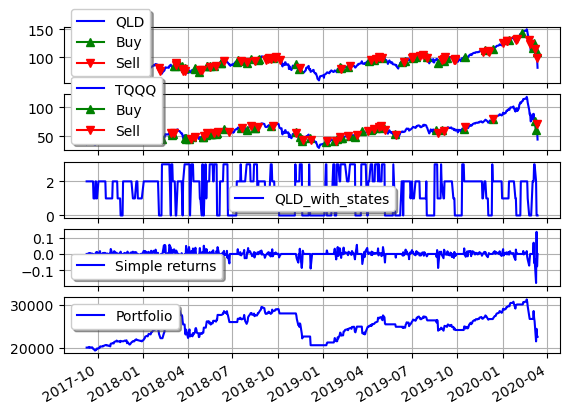 QLD
Buy
Sell
150
100
TQQQ
Buy
Sell
100
50
2
0
QLD_with_states
0.1
0.0
−0.1
Simple returns
30000
20000
Portfolio
2017-10
2018-01
2018-04
2018-07
2018-10
2019-01
2019-04
2019-07
2019-10
2020-01
2020-04